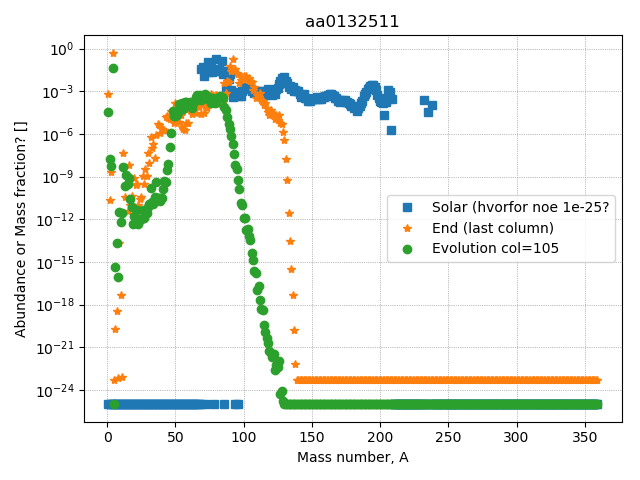 aa0132511
Abundance or Mass fraction? []
10^0
10^−3
10^−6
10^−9
10^−12
10^−15
10^−18
10^−21
10^−24
Solar (hvorfor noe 1e-25?
End (last column)
Evolution col=105
0 50 100 150 200 250 300 350
Mass number, A